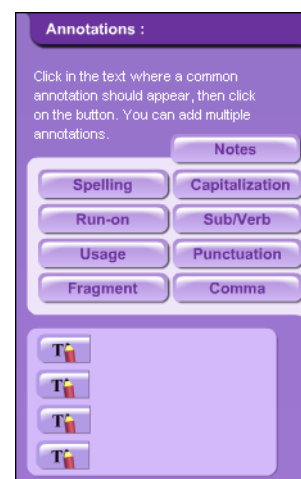 Annotations :
Click in the text where a common
annotation should appear, then click
on the button. You can add multiple
annotations.
Notes
Spelling
Capitalization
Run-on
Sub/Verb
Usage
Punctuation
Fragment
Comma
T
T
T
T